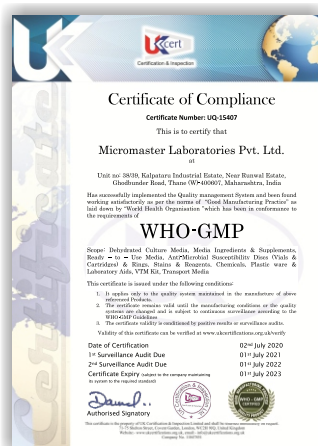 UK cert
Certification & Inspection
Certificate of Compliance
Certificate Number: UQ-15407
This is to certify that
Micromaster Laboratories Pvt. Ltd.
at
Unit no: 38/39, Kalpataru Industrial Estate, Near Runwal Estate,
Ghodbunder Road, Thane (W)-400607, Maharashtra, India
Has successfully implemented the Quality management System and been found
working satisfactorily as per the norms of "Good Manufacturing Practice" as
laid down by "World Health Organisation "which has been in conformance to
the requirements of
WHO-GMP
Scope: Dehydrated Culture Media, Media Ingredients & Supplements,
Ready – to – Use Media, AntiMicrobial Susceptibility Discs (Vials &
Cartridges) & Rings, Stains & Reagents, Chemicals, Plastic ware &
Laboratory Aids, VTM Kit, Transport Media
This certificate is issued under the following conditions:
1. It applies only to the quality system maintained in the manufacture of above
referenced Products.
2. The certificate remains valid until the manufacturing conditions or the quality
systems are changed and is subject to continuous surveillance according to the
WHO-GMP Guidelines
3. The certificate validity is conditioned by positive results or surveillance audits.
Validity of this certificate can be verified at www.ukcertifications.org.uk/verify
Date of Certification 02nd July 2020
1st Surveillance Audit Due 01st July 2021
2nd Surveillance Audit Due 01st July 2022
Certificate Expiry (subject to the company maintaining 01st July 2023
its system to the required standard)
Authorised Signatory
WHO - GMP